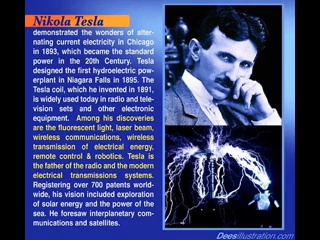 Nikola Tesla
demonstrated the wonders of alter-
nating current electricity in Chicago
in 1893, which became the standard
power in the 20th Century. Tesla
designed the first hydroelectric pow-
erplant in Niagara Falls in 1895. The
Tesla coil, which he invented in 1891,
is widely used today in radio and tele-
vision sets and other electronic
equipment. Among his discoveries
are the fluorescent light, laser beam,
wireless communications, wireless
transmission of electrical energy,
remote control & robotics. Tesla is
the father of the radio and the modern
electrical transmissions systems.
Registering over 700 patents world-
wide, his vision included exploration
of solar energy and the power of the
sea. He foresaw interplanetary com-
munications and satellites.
Deesillustration.com